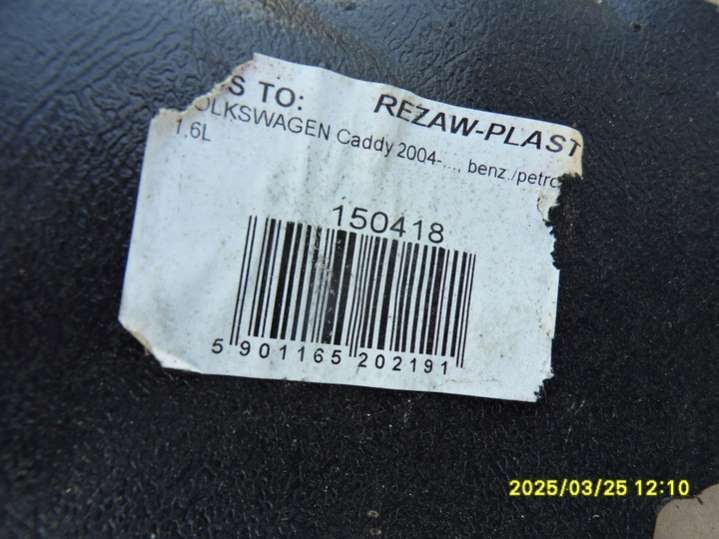 S TO: REZAW-PLAST
OLKSWAGEN Caddy 2004-..., benz./petro
1,6L
150418
5 901165 202191
2025/03/25 12:10